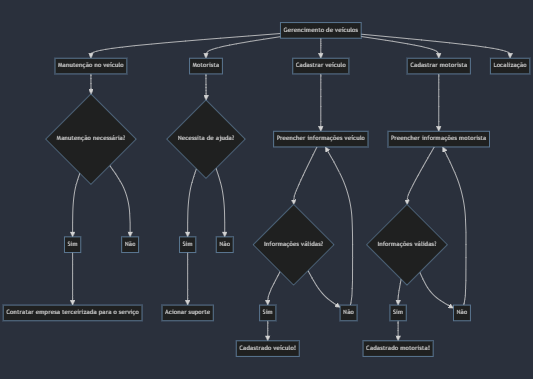 Gerencimento de veículos
Manutenção no veículo
Motorista
Cadastrar veículo
Cadastrar motorista
Localização
Manutenção necessária?
Necessita de ajuda?
Preencher informações veículo
Preencher informações motorista
Sim
Não
Sim
Não
Informações válidas?
Informações válidas?
Contratar empresa terceirizada para o serviço
Acionar suporte
Sim
Não
Sim
Não
Cadastrado veículo!
Cadastrado motorista!